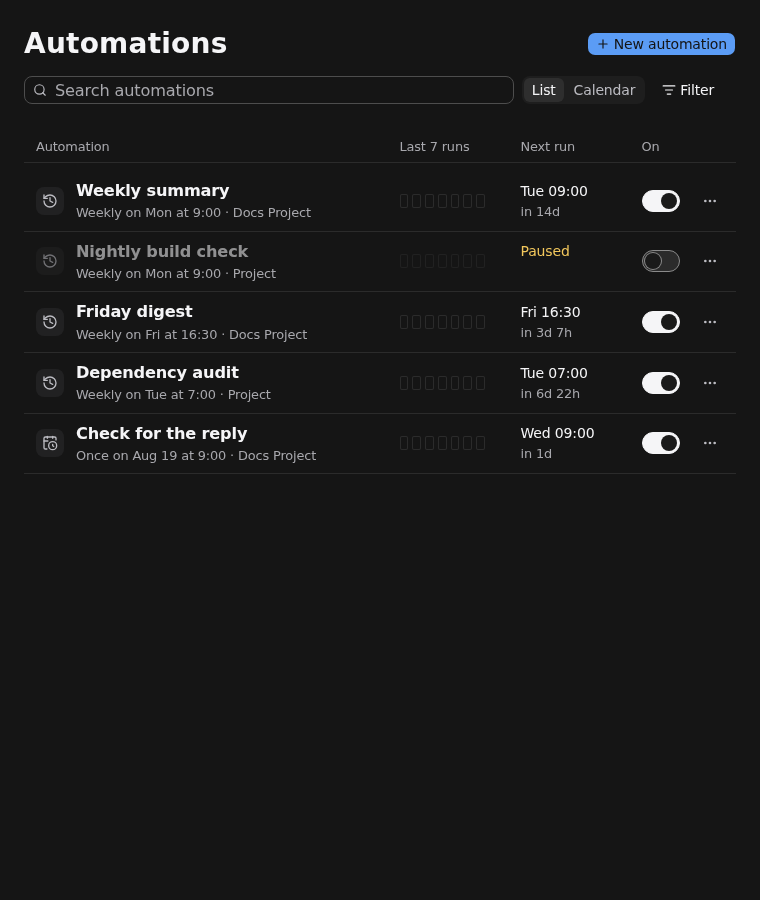 Automations
New automation
Search automations
List
Calendar
Filter
Automation
Last 7 runs
Next run
On
Weekly summary
Weekly on Mon at 9:00 · Docs Project
Tue 09:00
in 14d
Nightly build check
Weekly on Mon at 9:00 · Project
Paused
Friday digest
Weekly on Fri at 16:30 · Docs Project
Fri 16:30
in 3d 7h
Dependency audit
Weekly on Tue at 7:00 · Project
Tue 07:00
in 6d 22h
Check for the reply
Once on Aug 19 at 9:00 · Docs Project
Wed 09:00
in 1d